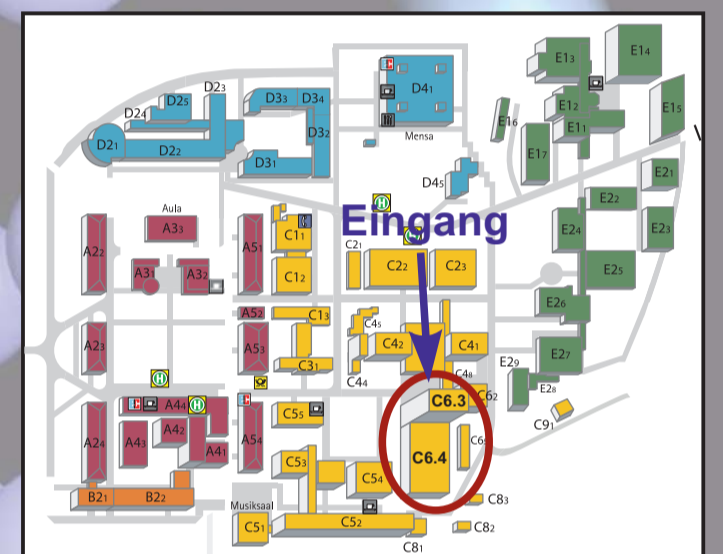 E14
E13
D23
D25
D33 D34
D41
E12
E15
D24
E16
E11
D32
Mensa
D21
D22
E17
D31
D45
E21
E22
H
Aula
A33
Eingang
E24
E23
A22
A51
C11
C21
C22
C23
A31
A32
C12
E25
E26
A52
C13
C45
A23
A53
C42
C41
E27
C31
C44
C48
E29
E28
H
C62
C6.3
A44
H
C55
C91
A24
A43
A42
A54
C65
A41
C6.4
C53
C54
B21
B22
C83
Musiksaal
C51
C52
C82
C81